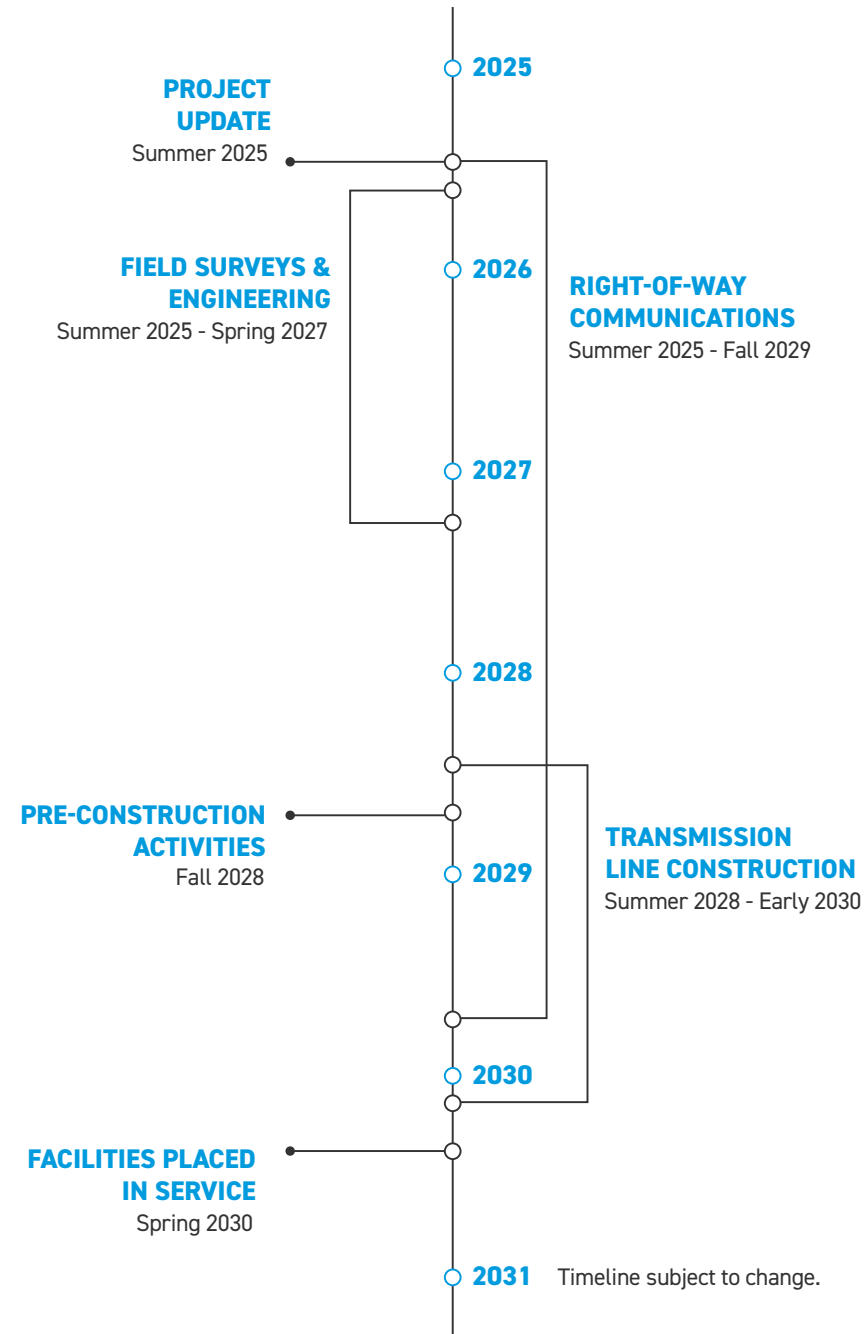 2025
PROJECT
UPDATE
Summer 2025
FIELD SURVEYS &
ENGINEERING
Summer 2025 - Spring 2027
2026
RIGHT-OF-WAY
COMMUNICATIONS
Summer 2025 - Fall 2029
2027
2028
PRE-CONSTRUCTION
ACTIVITIES
Fall 2028
2029
TRANSMISSION
LINE CONSTRUCTION
Summer 2028 - Early 2030
2030
FACILITIES PLACED
IN SERVICE
Spring 2030
2031 Timeline subject to change.